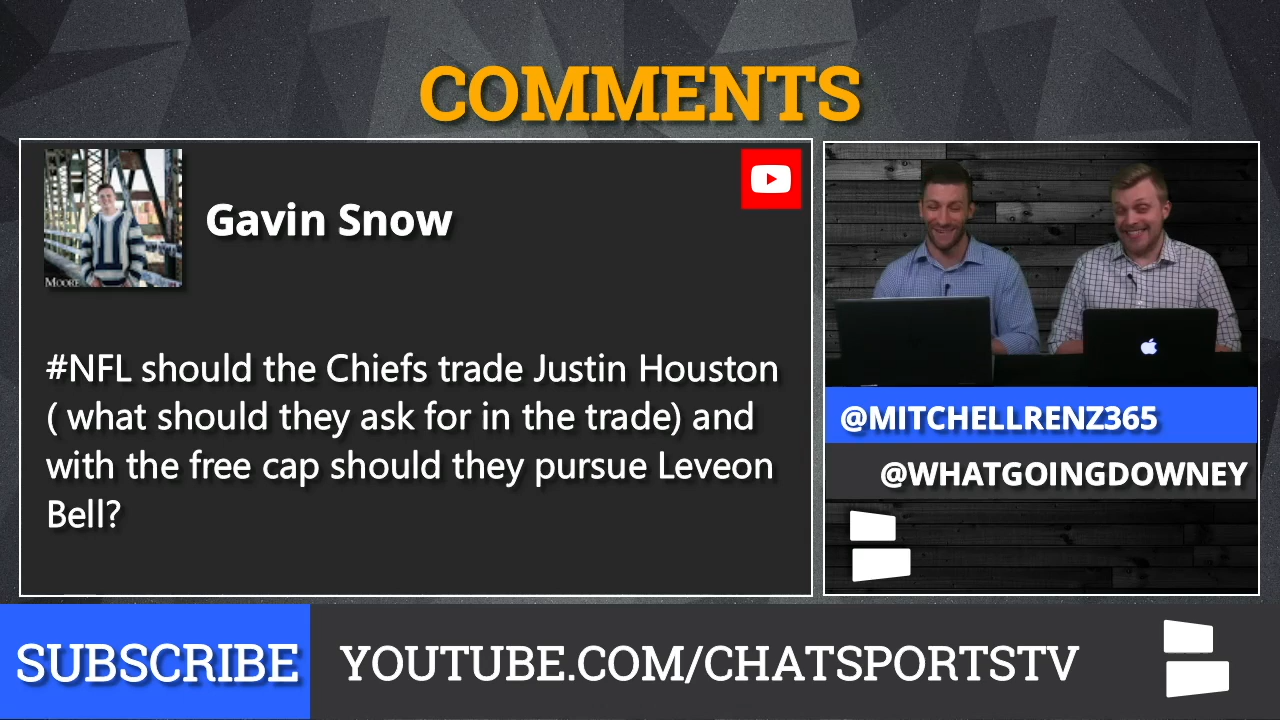 COMMENTS
MOORE
Gavin Snow
#NFL should the Chiefs trade Justin Houston
( what should they ask for in the trade) and
with the free cap should they pursue Leveon
Bell?
@MITCHELLRENZ365
@WHATGOINGDOWNEY
SUBSCRIBE
YOUTUBE.COM/CHATSPORTSTV